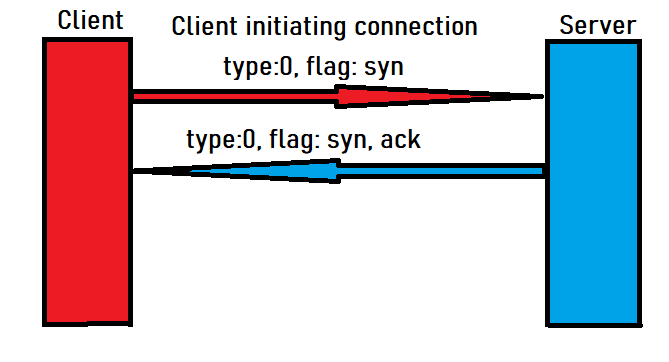 Client
Client initiating connection
Server
type:0, flag: syn
type:0, flag: syn, ack